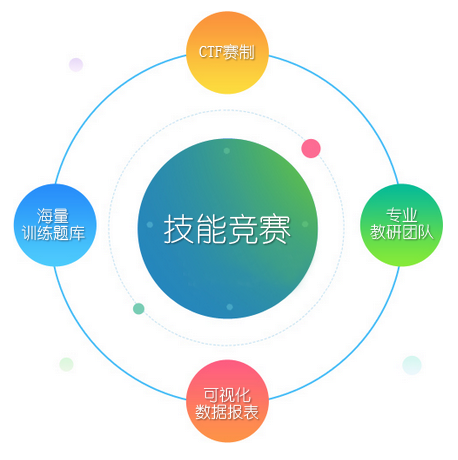 CTF赛制
海量
训练题库
技能竞赛
专业
教研团队
可视化
数据报表